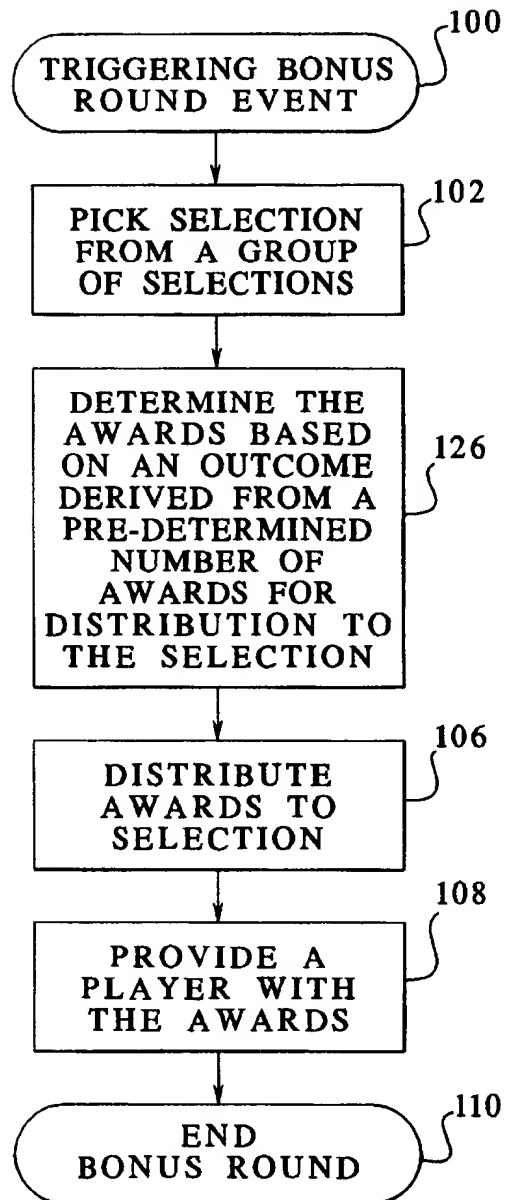 100
TRIGGERING BONUS
ROUND EVENT
102
PICK SELECTION
FROM A GROUP
OF SELECTIONS
DETERMINE THE
AWARDS BASED
ON AN OUTCOME
DERIVED FROM A
PRE-DETERMINED
NUMBER OF
AWARDS FOR
DISTRIBUTION TO
THE SELECTION
126
106
DISTRIBUTE
AWARDS TO
SELECTION
108
PROVIDE A
PLAYER WITH
THE AWARDS
110
END
BONUS ROUND